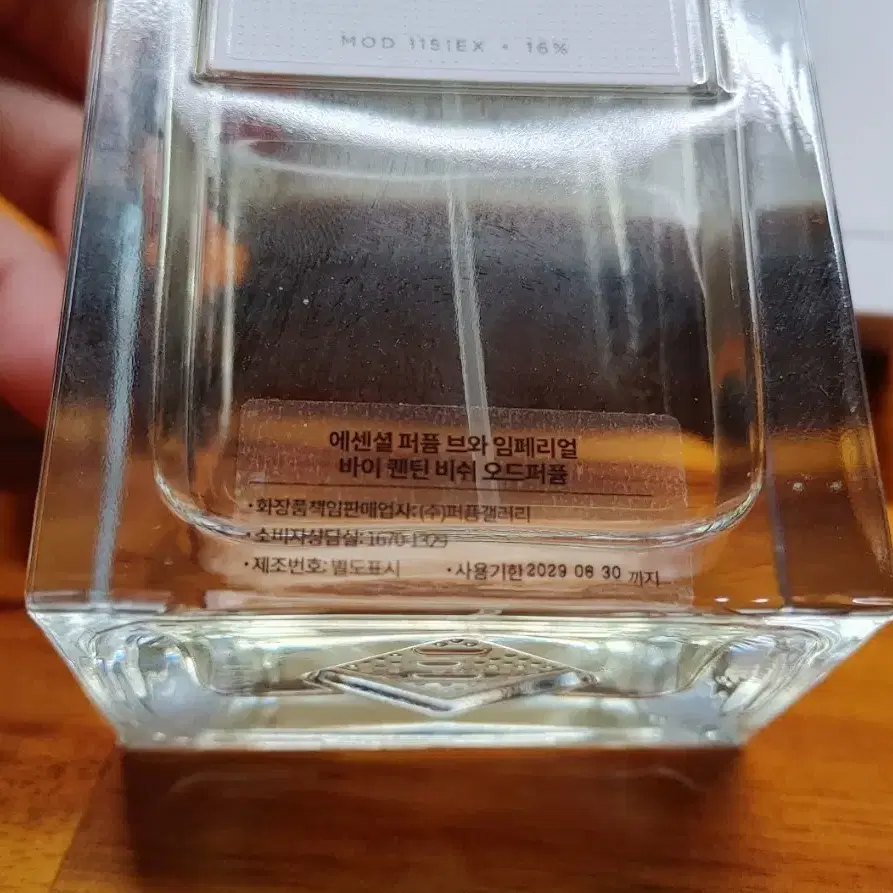 MOD 1151EX • 16%
에센셜 퍼퓸 브와 임페리얼
바이 퀜틴 비쉬 오드퍼퓸
•화장품책임판매업자: (주)퍼퓸갤러리
•소비자상담실: 1670-1329
•제조번호: 별도표시 •사용기한 2029 06 30 까지